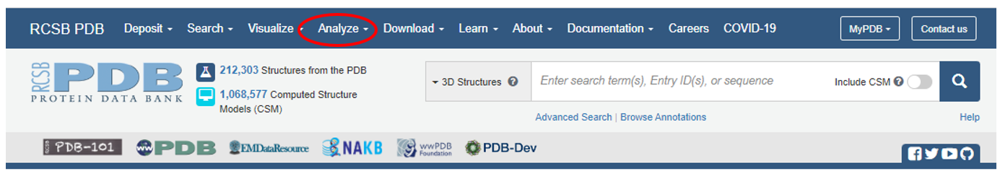 RCSB PDB Deposit Search Visualize Analyze Download Learn About Documentation Careers COVID-19 MyPDB Contact us
RCSB PDB
PROTEIN DATA BANK
212,303 Structures from the PDB
1,068,577 Computed Structure
Models (CSM)
3D Structures ? Enter search term(s), Entry ID(s), or sequence Include CSM ?
Advanced Search | Browse Annotations Help
RCSB PDB-101 ww PDB EMDataResource NAKB wwPDB
Foundation PDB-Dev